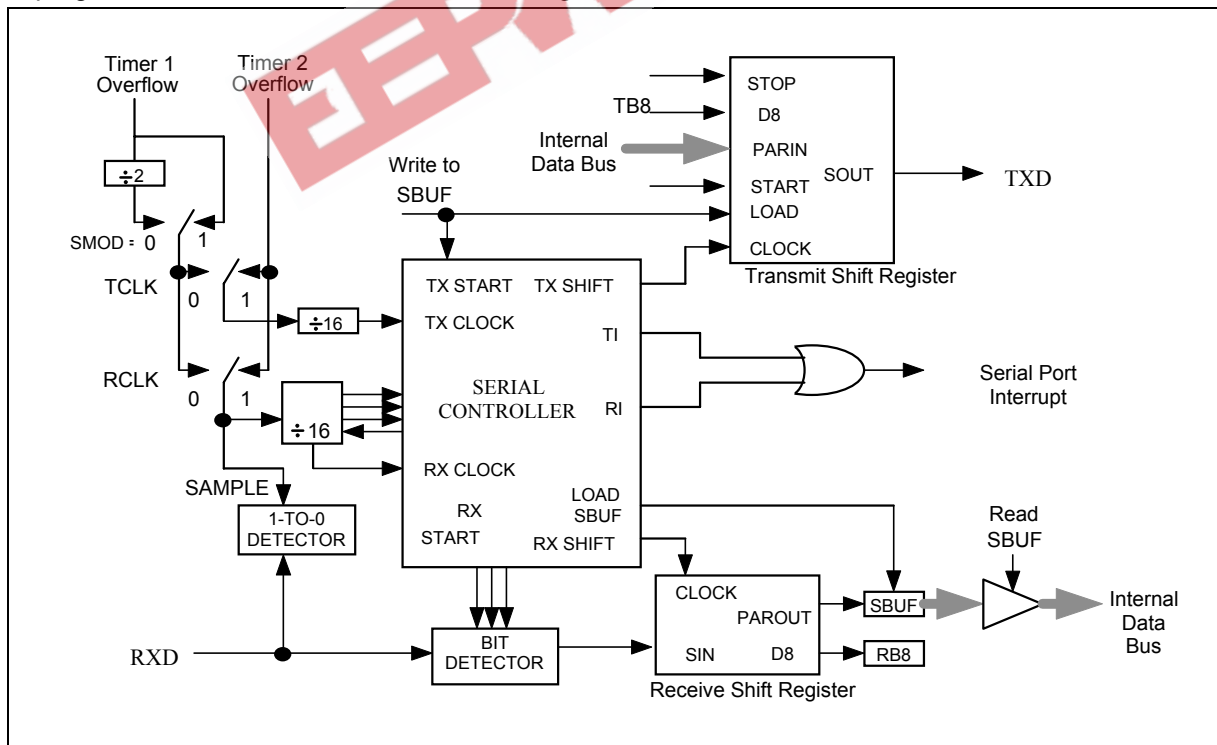 Timer 1
Overflow
Timer 2
Overflow
÷2
SMOD = 0
1
TCLK
0
1
÷16
RCLK
0
1
÷16
SAMPLE
1-TO-0
DETECTOR
RXD
BIT
DETECTOR
Write to
SBUF
TX START
TX SHIFT
TX CLOCK
TI
SERIAL
CONTROLLER
RI
RX CLOCK
LOAD
SBUF
RX
START
RX SHIFT
TB8
Internal
Data Bus
STOP
D8
PARIN
START
SOUT
LOAD
CLOCK
Transmit Shift Register
TXD
Serial Port
Interrupt
CLOCK
PAROUT
SIN
D8
Receive Shift Register
SBUF
RB8
Read
SBUF
Internal
Data
Bus